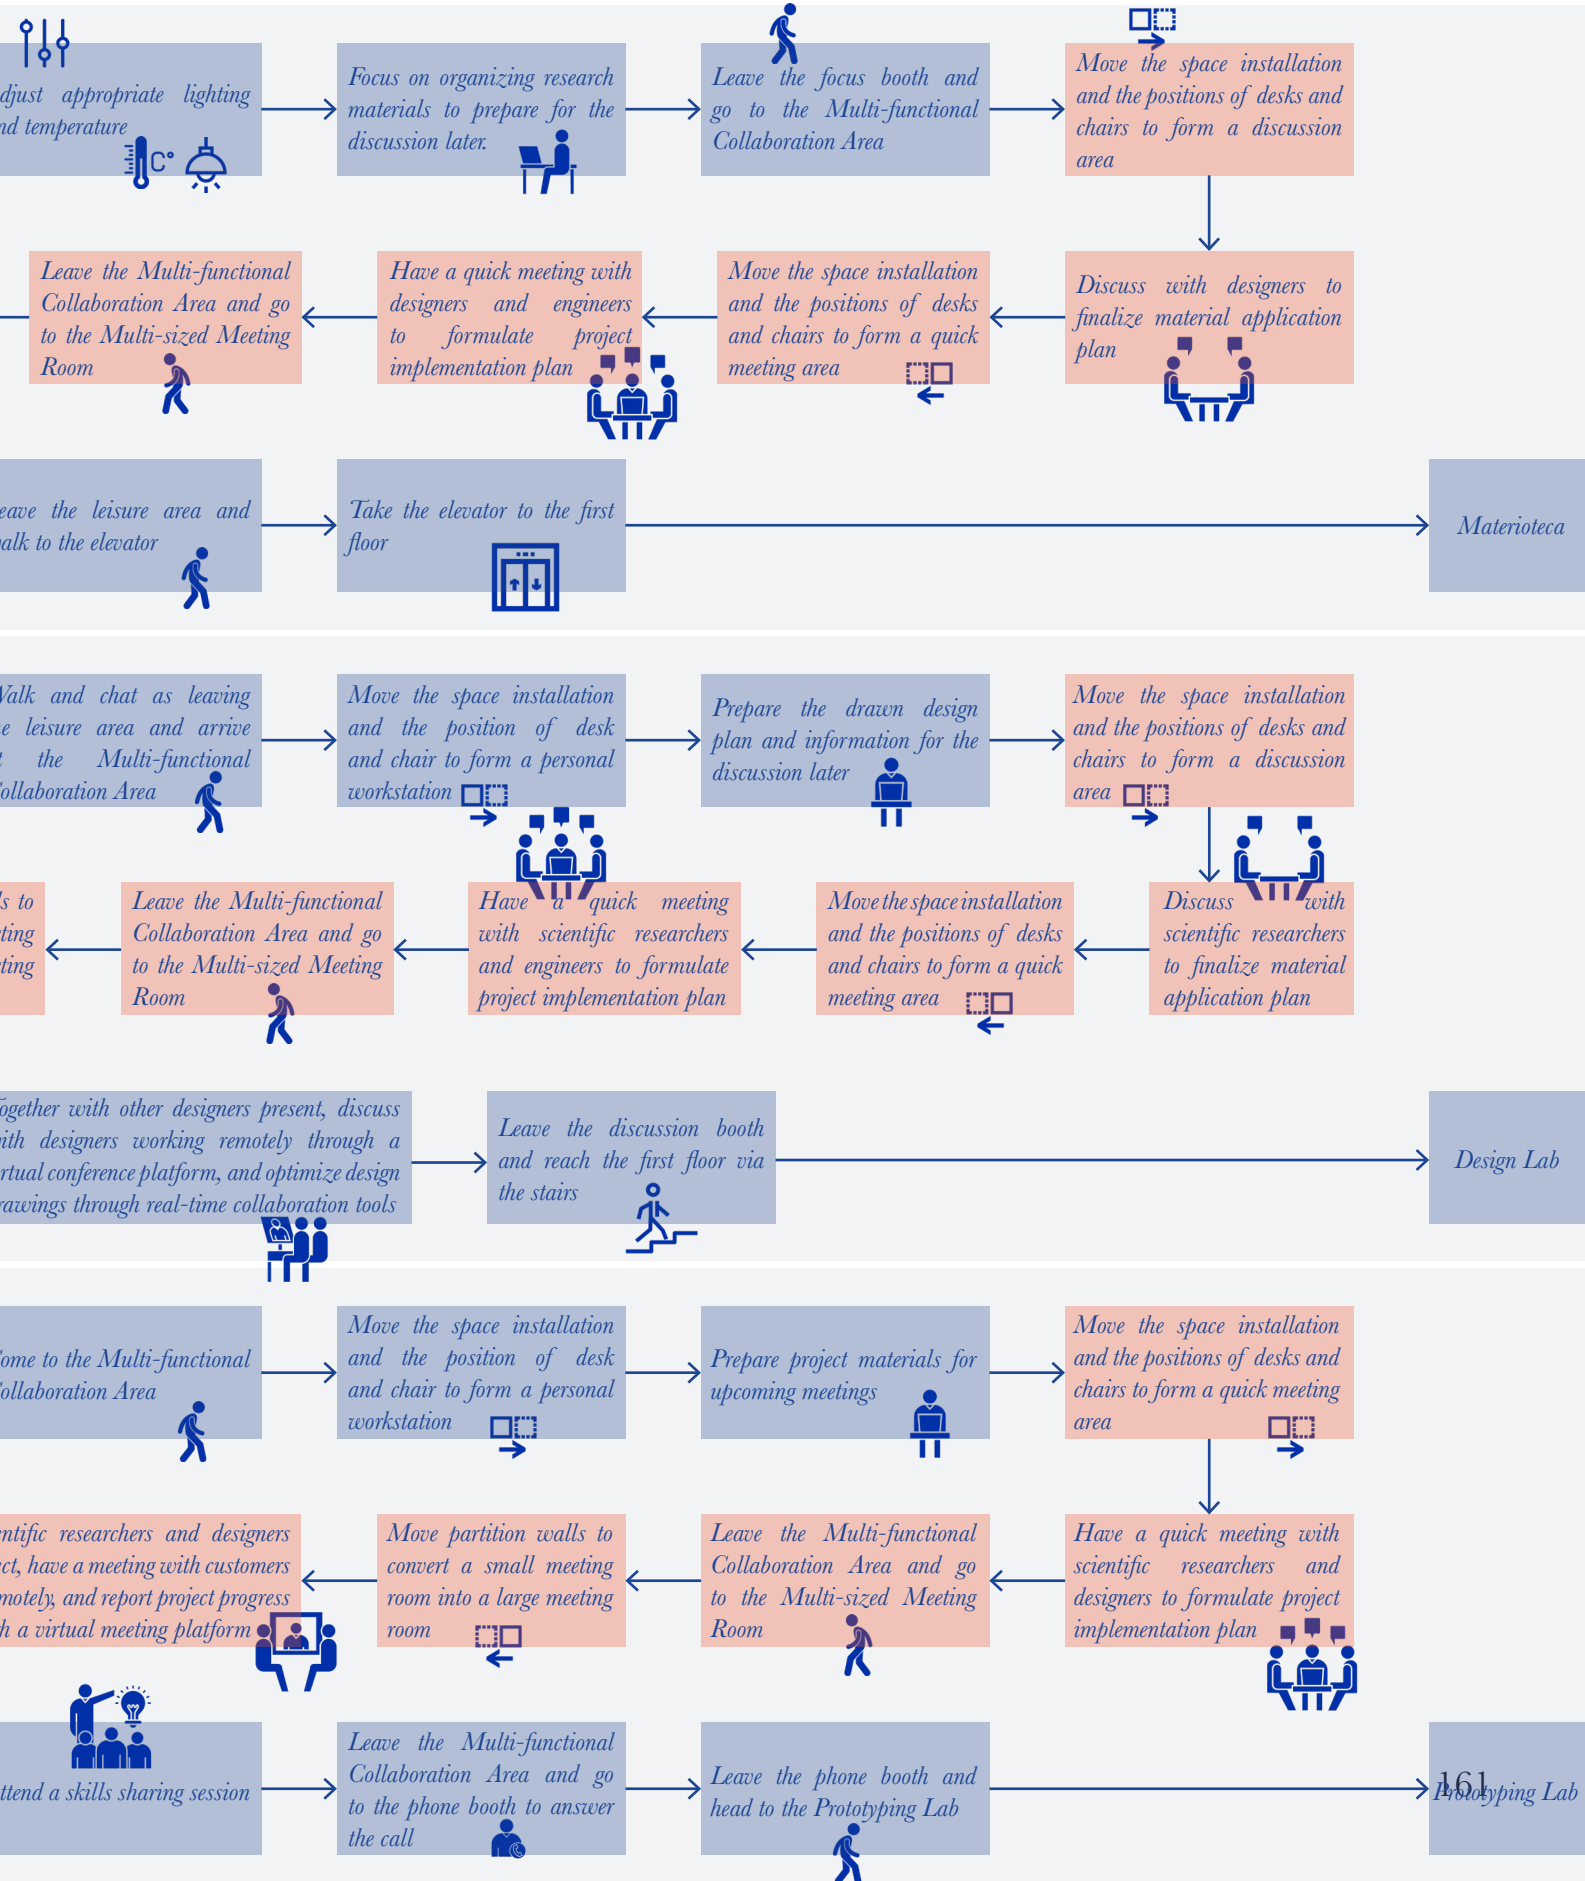 djust appropriate lighting
nd temperature
C°
Focus on organizing research
materials to prepare for the
discussion later.
Leave the focus booth and
go to the Multi-functional
Collaboration Area
Move the space installation
and the positions of desks and
chairs to form a discussion
area
Leave the Multi-functional
Collaboration Area and go
to the Multi-sized Meeting
Room
Have a quick meeting with
designers and engineers
to formulate project
implementation plan
Move the space installation
and the positions of desks
and chairs to form a quick
meeting area
Discuss with designers to
finalize material application
plan
eave the leisure area and
alk to the elevator
Take the elevator to the first
floor
Materioteca
Walk and chat as leaving
e leisure area and arrive
t the Multi-functional
ollaboration Area
Move the space installation
and the position of desk
and chair to form a personal
workstation
Prepare the drawn design
plan and information for the
discussion later
Move the space installation
and the positions of desks and
chairs to form a discussion
area
ls to
ting
ting
Leave the Multi-functional
Collaboration Area and go
to the Multi-sized Meeting
Room
Have a quick meeting
with scientific researchers
and engineers to formulate
project implementation plan
Move the space installation
and the positions of desks
and chairs to form a quick
meeting area
Discuss with
scientific researchers
to finalize material
application plan
ogether with other designers present, discuss
ith designers working remotely through a
rtual conference platform, and optimize design
rawings through real-time collaboration tools
Leave the discussion booth
and reach the first floor via
the stairs
Design Lab
ome to the Multi-functional
ollaboration Area
Move the space installation
and the position of desk
and chair to form a personal
workstation
Prepare project materials for
upcoming meetings
Move the space installation
and the positions of desks and
chairs to form a quick meeting
area
entific researchers and designers
ct, have a meeting with customers
motely, and report project progress
h a virtual meeting platform
Move partition walls to
convert a small meeting
room into a large meeting
room
Leave the Multi-functional
Collaboration Area and go
to the Multi-sized Meeting
Room
Have a quick meeting with
scientific researchers and
designers to formulate project
implementation plan
ttend a skills sharing session
Leave the Multi-functional
Collaboration Area and go
to the phone booth to answer
the call
Leave the phone booth and
head to the Prototyping Lab
Prototyping Lab
161